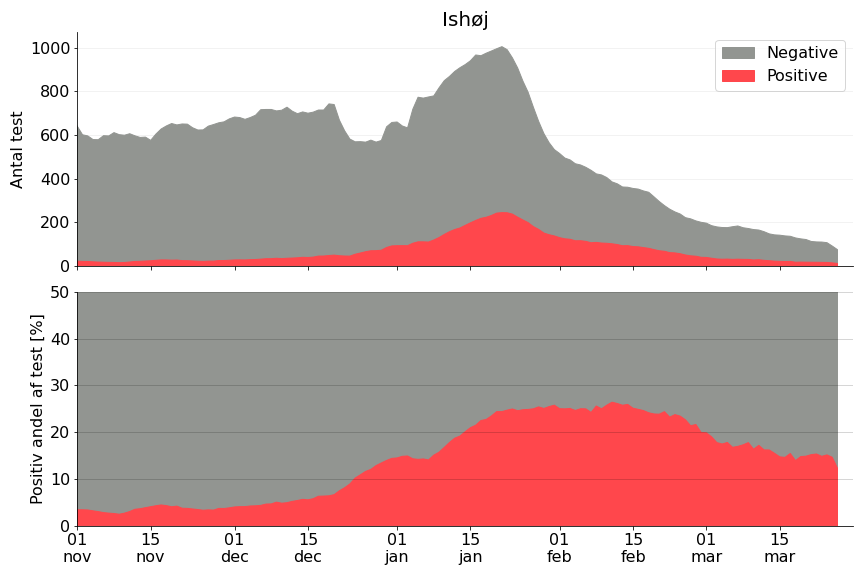 Ishøj
Antal test
1000
800
600
400
200
0
Negative
Positive
Positiv andel af test [%]
50
40
30
20
10
0
01 15 01 15 01 15 01 15 01 15
nov nov dec dec jan jan feb feb mar mar